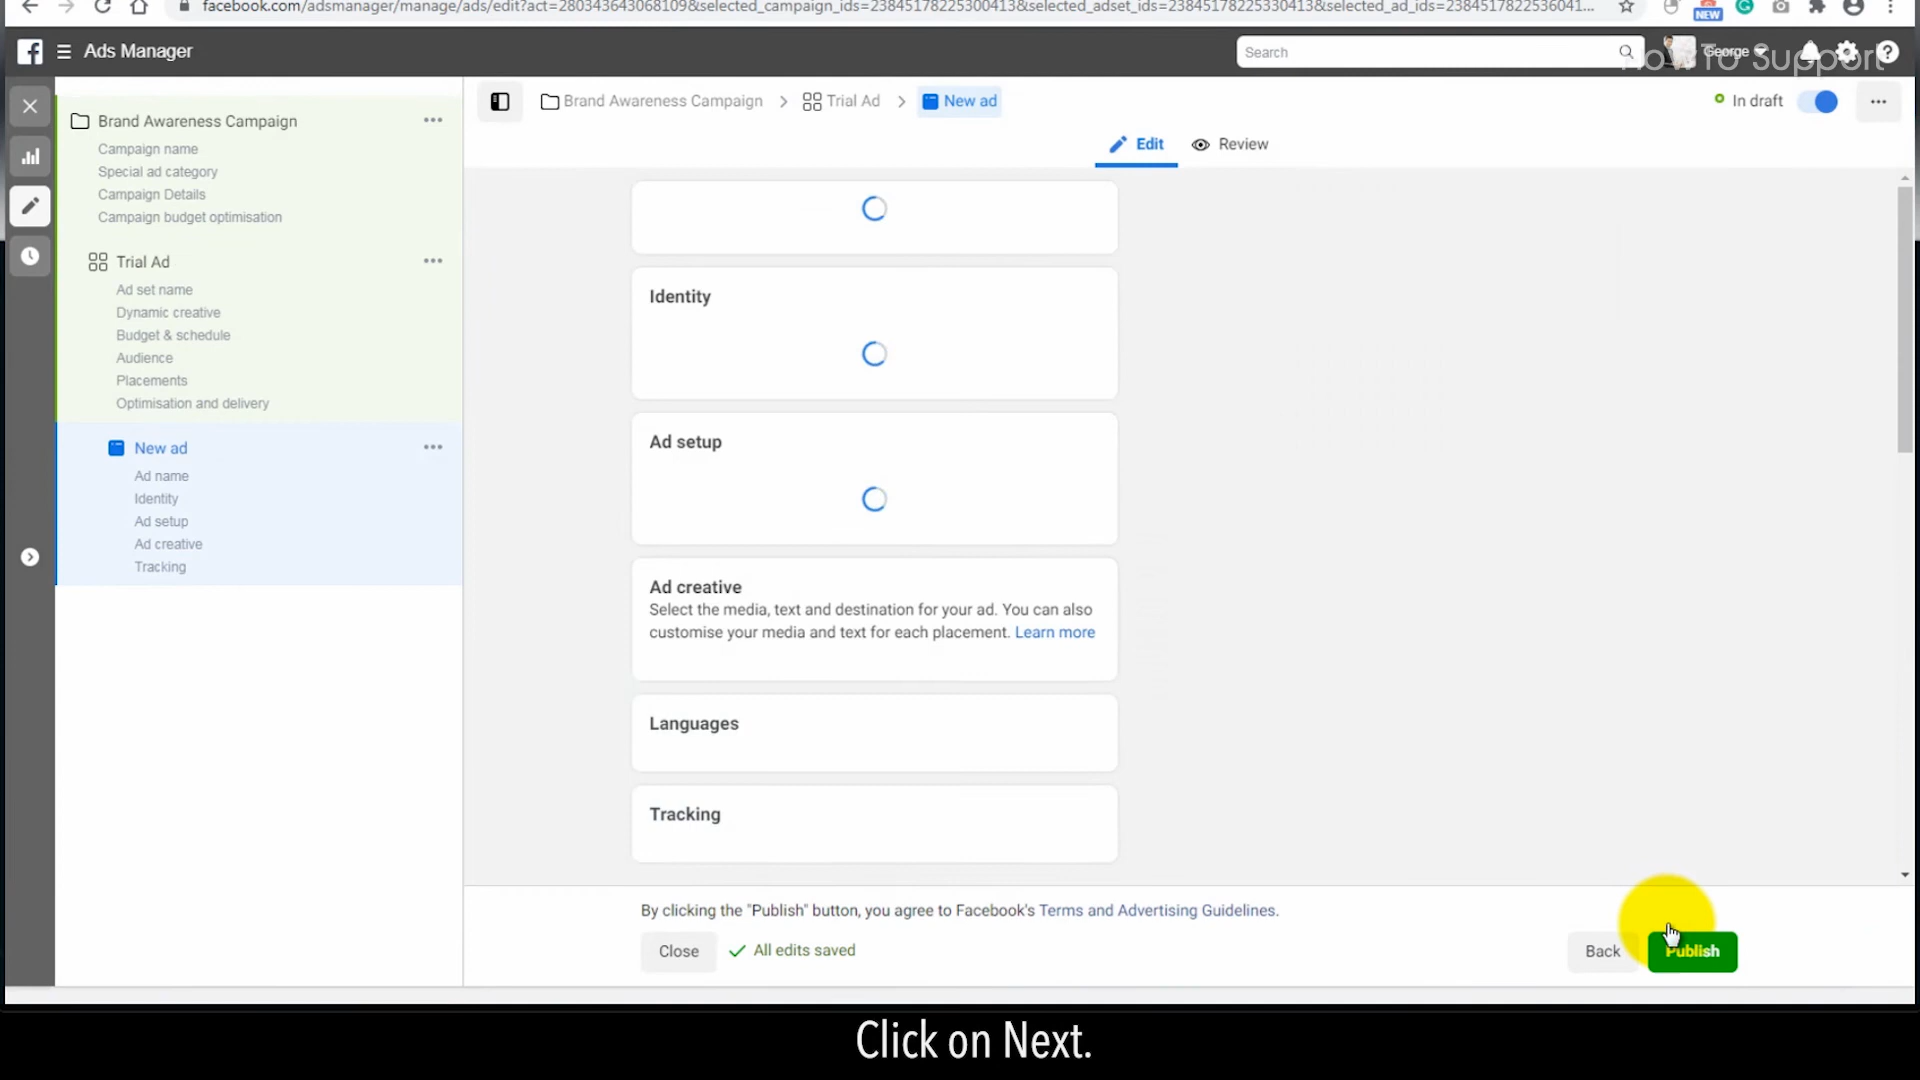 facebook.com/adsmanager/manage/ads/edit?act=280343643068109&selected_campaign_ids=23845178225300413&selected_adset_ids=23845178225330413&selected_ad_ids=2384517822536041...
NEW
Ads Manager
Search
George
HowTo Support
Brand Awareness Campaign
Campaign name
Special ad category
Campaign Details
Campaign budget optimisation
Trial Ad
Ad set name
Dynamic creative
Budget & schedule
Audience
Placements
Optimisation and delivery
New ad
Ad name
Identity
Ad setup
Ad creative
Tracking
Brand Awareness Campaign > Trial Ad > New ad
In draft
Edit
Review
Identity
Ad setup
Ad creative
Select the media, text and destination for your ad. You can also
customise your media and text for each placement. Learn more
Languages
Tracking
By clicking the "Publish" button, you agree to Facebook's Terms and Advertising Guidelines.
Close
All edits saved
Back
Publish
Click on Next.